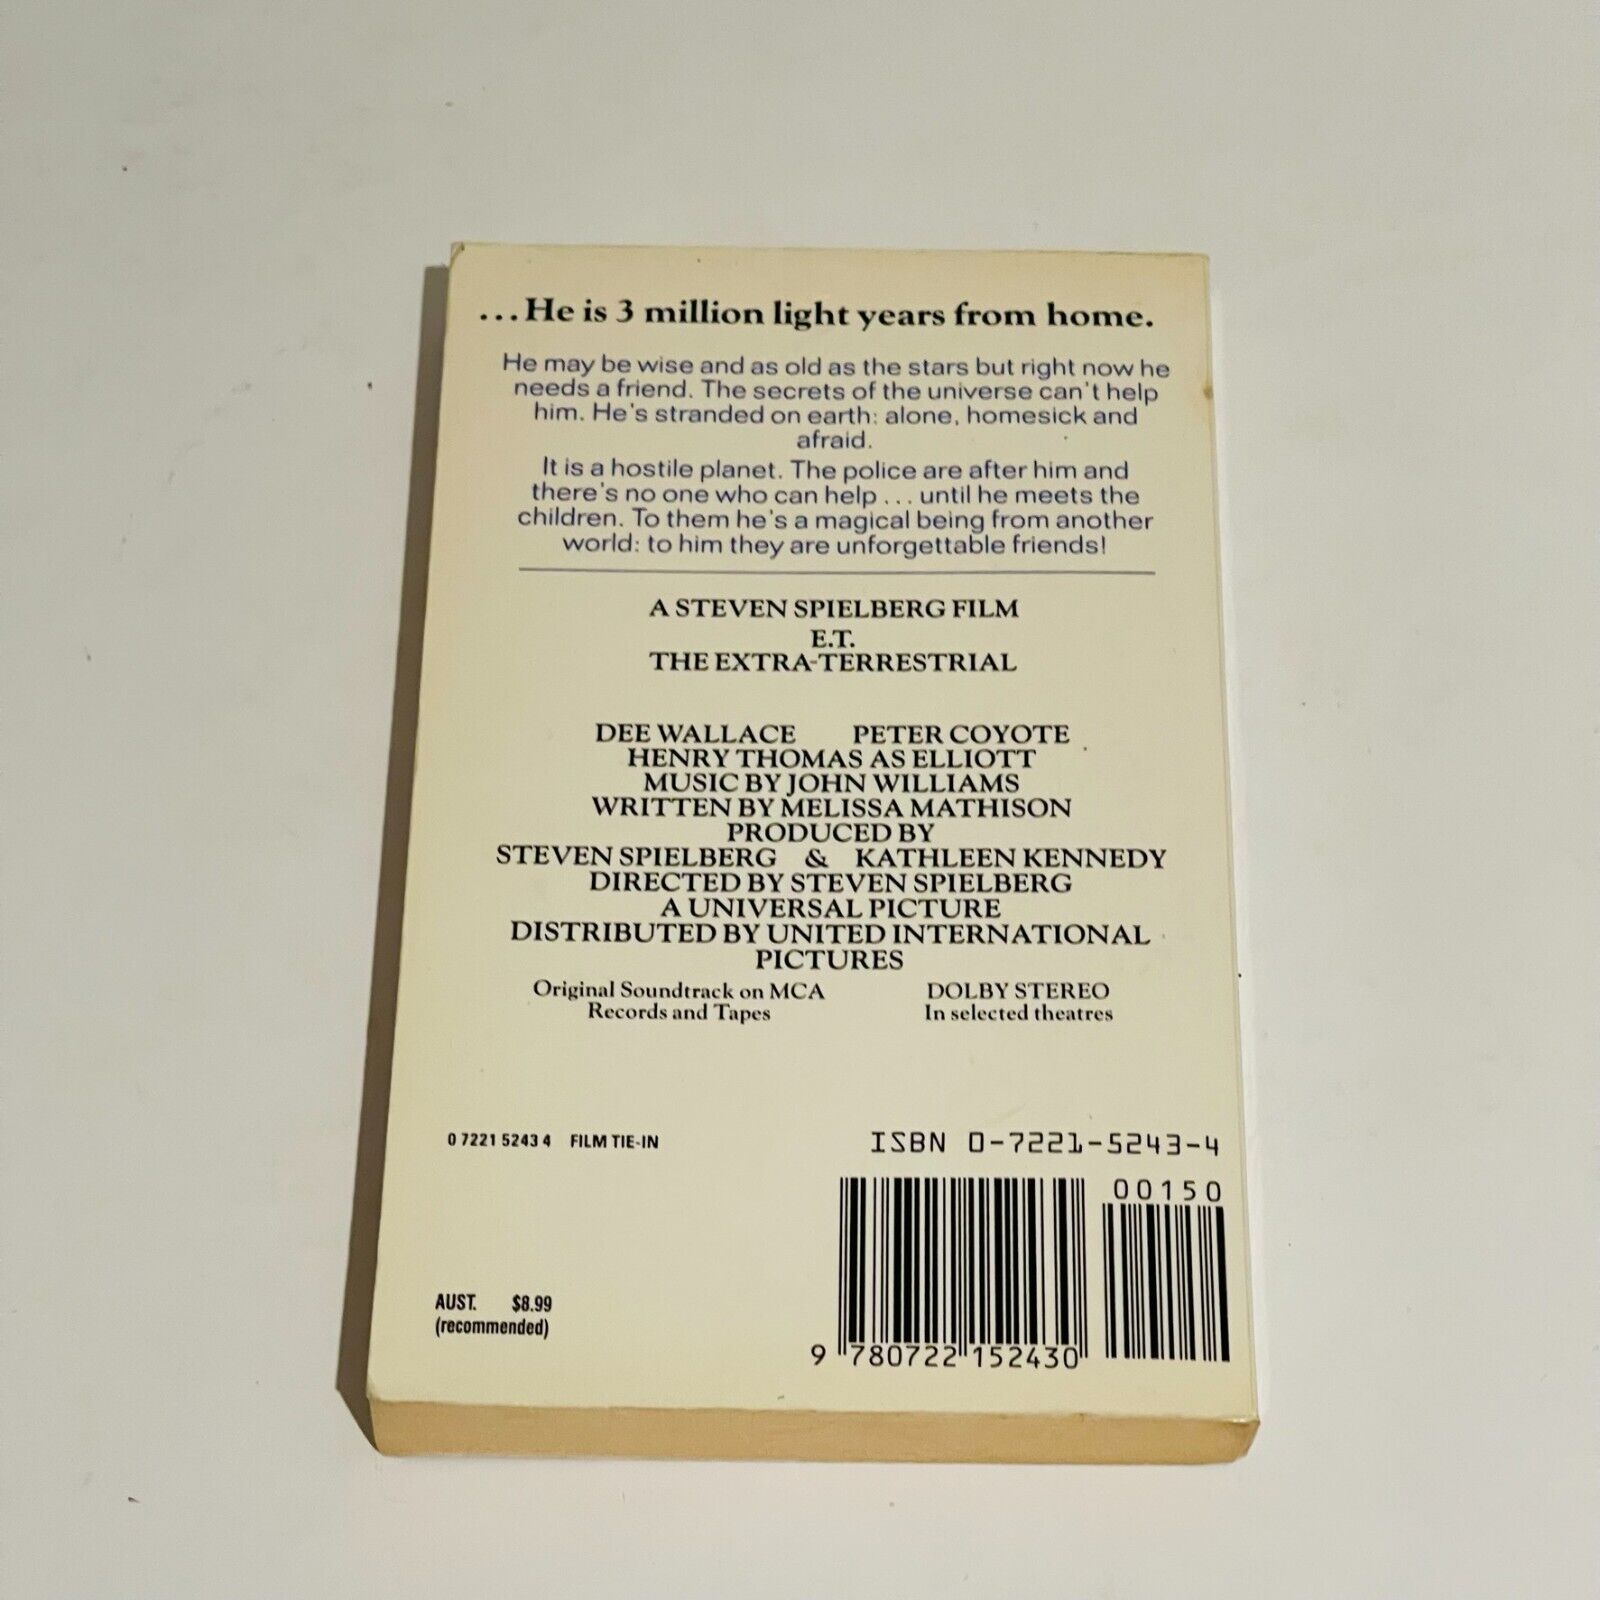 ...He is 3 million light years from home.
He may be wise and as old as the stars but right now he
needs a friend. The secrets of the universe can't help
him. He's stranded on earth: alone, homesick and
afraid.
It is a hostile planet. The police are after him and
there's no one who can help ... until he meets the
children. To them he's a magical being from another
world: to him they are unforgettable friends!
A STEVEN SPIELBERG FILM
E.T.
THE EXTRA-TERRESTRIAL
DEE WALLACE PETER COYOTE
HENRY THOMAS AS ELLIOTT
MUSIC BY JOHN WILLIAMS
WRITTEN BY MELISSA MATHISON
PRODUCED BY
STEVEN SPIELBERG & KATHLEEN KENNEDY
DIRECTED BY STEVEN SPIELBERG
A UNIVERSAL PICTURE
DISTRIBUTED BY UNITED INTERNATIONAL
PICTURES
Original Soundtrack on MCA
Records and Tapes
DOLBY STEREO
In selected theatres
0 7221 5243 4 FILM TIE-IN
ISBN 0-7221-5243-4
00150
AUST. $8.99
(recommended)
9 780722 152430